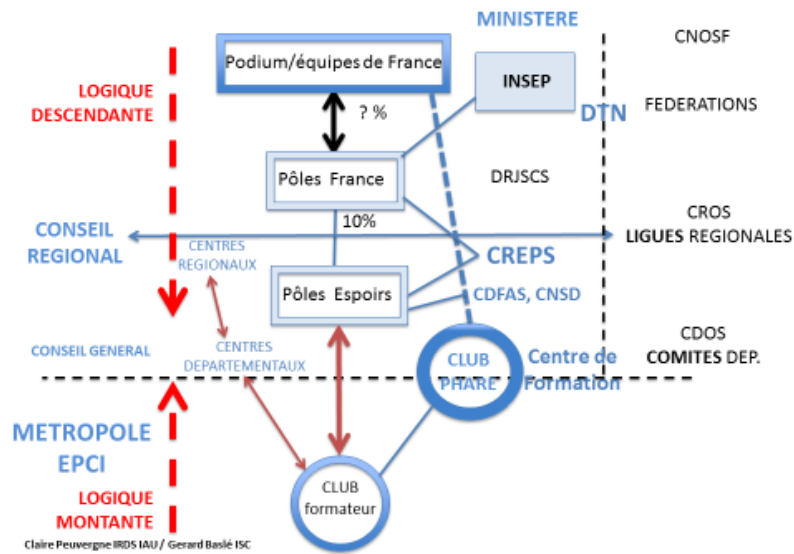 MINISTERE
CNOSF
Podium/équipes de France
INSEP
LOGIQUE
DESCENDANTE
? %
DTN
FEDERATIONS
Pôles France
DRJSCS
10%
CROS
LIGUES REGIONALES
CONSEIL
REGIONAL
CENTRES
REGIONAUX
CREPS
Pôles Espoirs
CDFAS, CNSD
CONSEIL GENERAL
CENTRES
DEPARTEMENTAUX
CLUB
PHARE
Centre de
Formation
CDOS
COMITES DEP.
METROPOLE
EPCI
CLUB
formateur
LOGIQUE
MONTANTE
Claire Peuvergne IRDS IAU / Gerard Baslé ISC